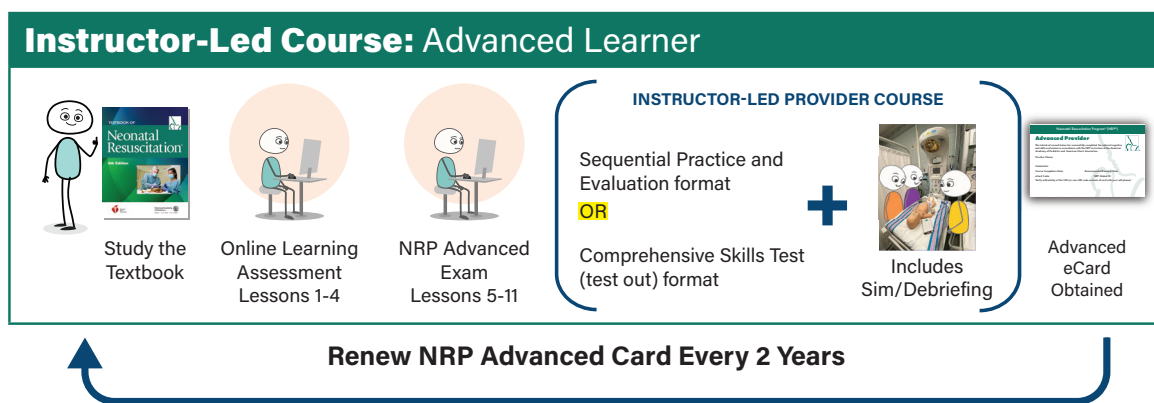 Instructor-Led Course: Advanced Learner
TEXTBOOK OF
Neonatal
Resuscitation
Study the
Textbook
Online Learning
Assessment
Lessons 1-4
NRP Advanced
Exam
Lessons 5-11
INSTRUCTOR-LED PROVIDER COURSE
Sequential Practice and
Evaluation format
OR
Comprehensive Skills Test
(test out) format
+
Includes
Sim/Debriefing
Advanced Provider
Advanced
eCard
Obtained
Renew NRP Advanced Card Every 2 Years